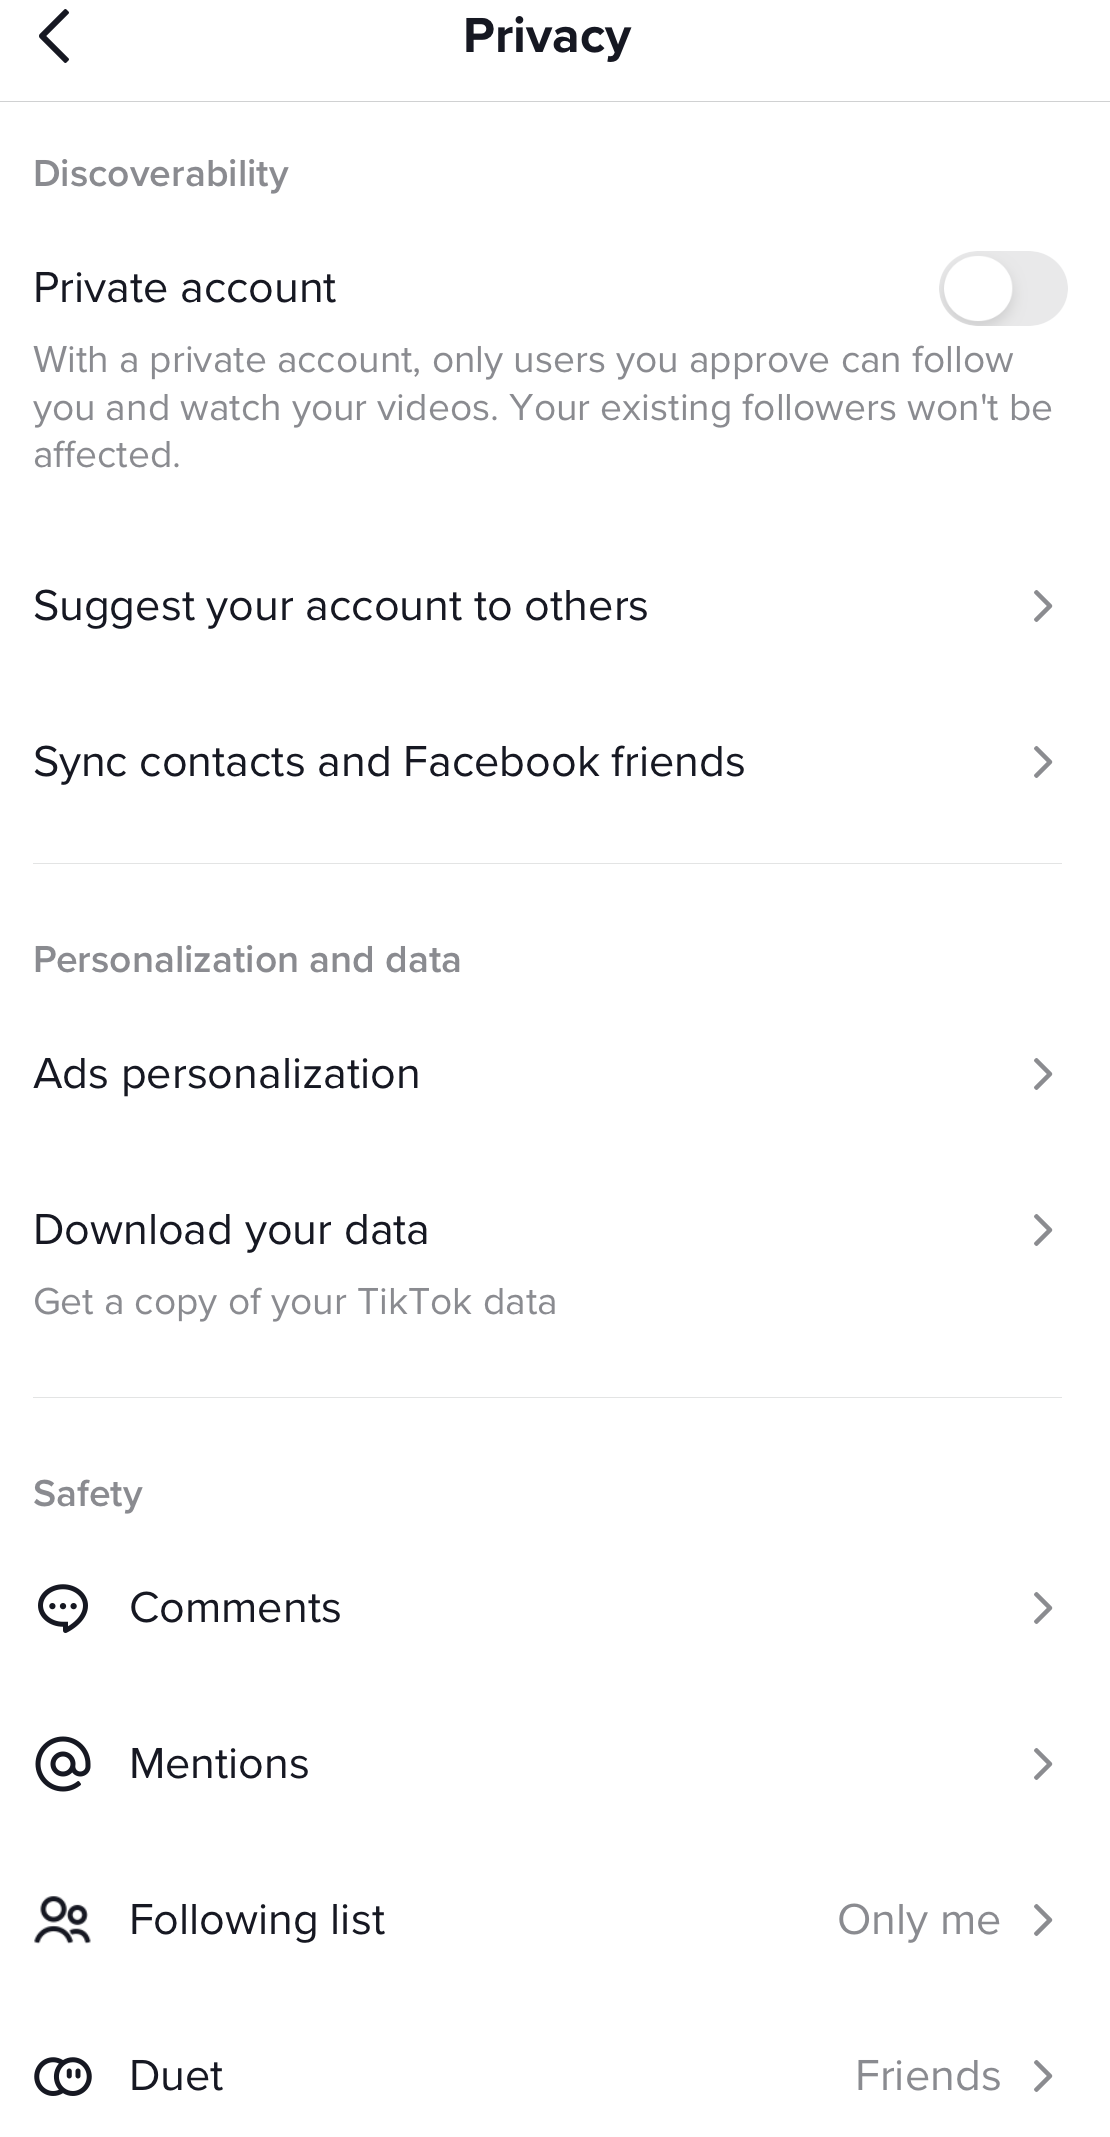 Privacy
Discoverability
Private account
With a private account, only users you approve can follow
you and watch your videos. Your existing followers won't be
affected.
Suggest your account to others
Sync contacts and Facebook friends
Personalization and data
Ads personalization
Download your data
Get a copy of your TikTok data
Safety
Comments
Mentions
Following list Only me
Duet Friends